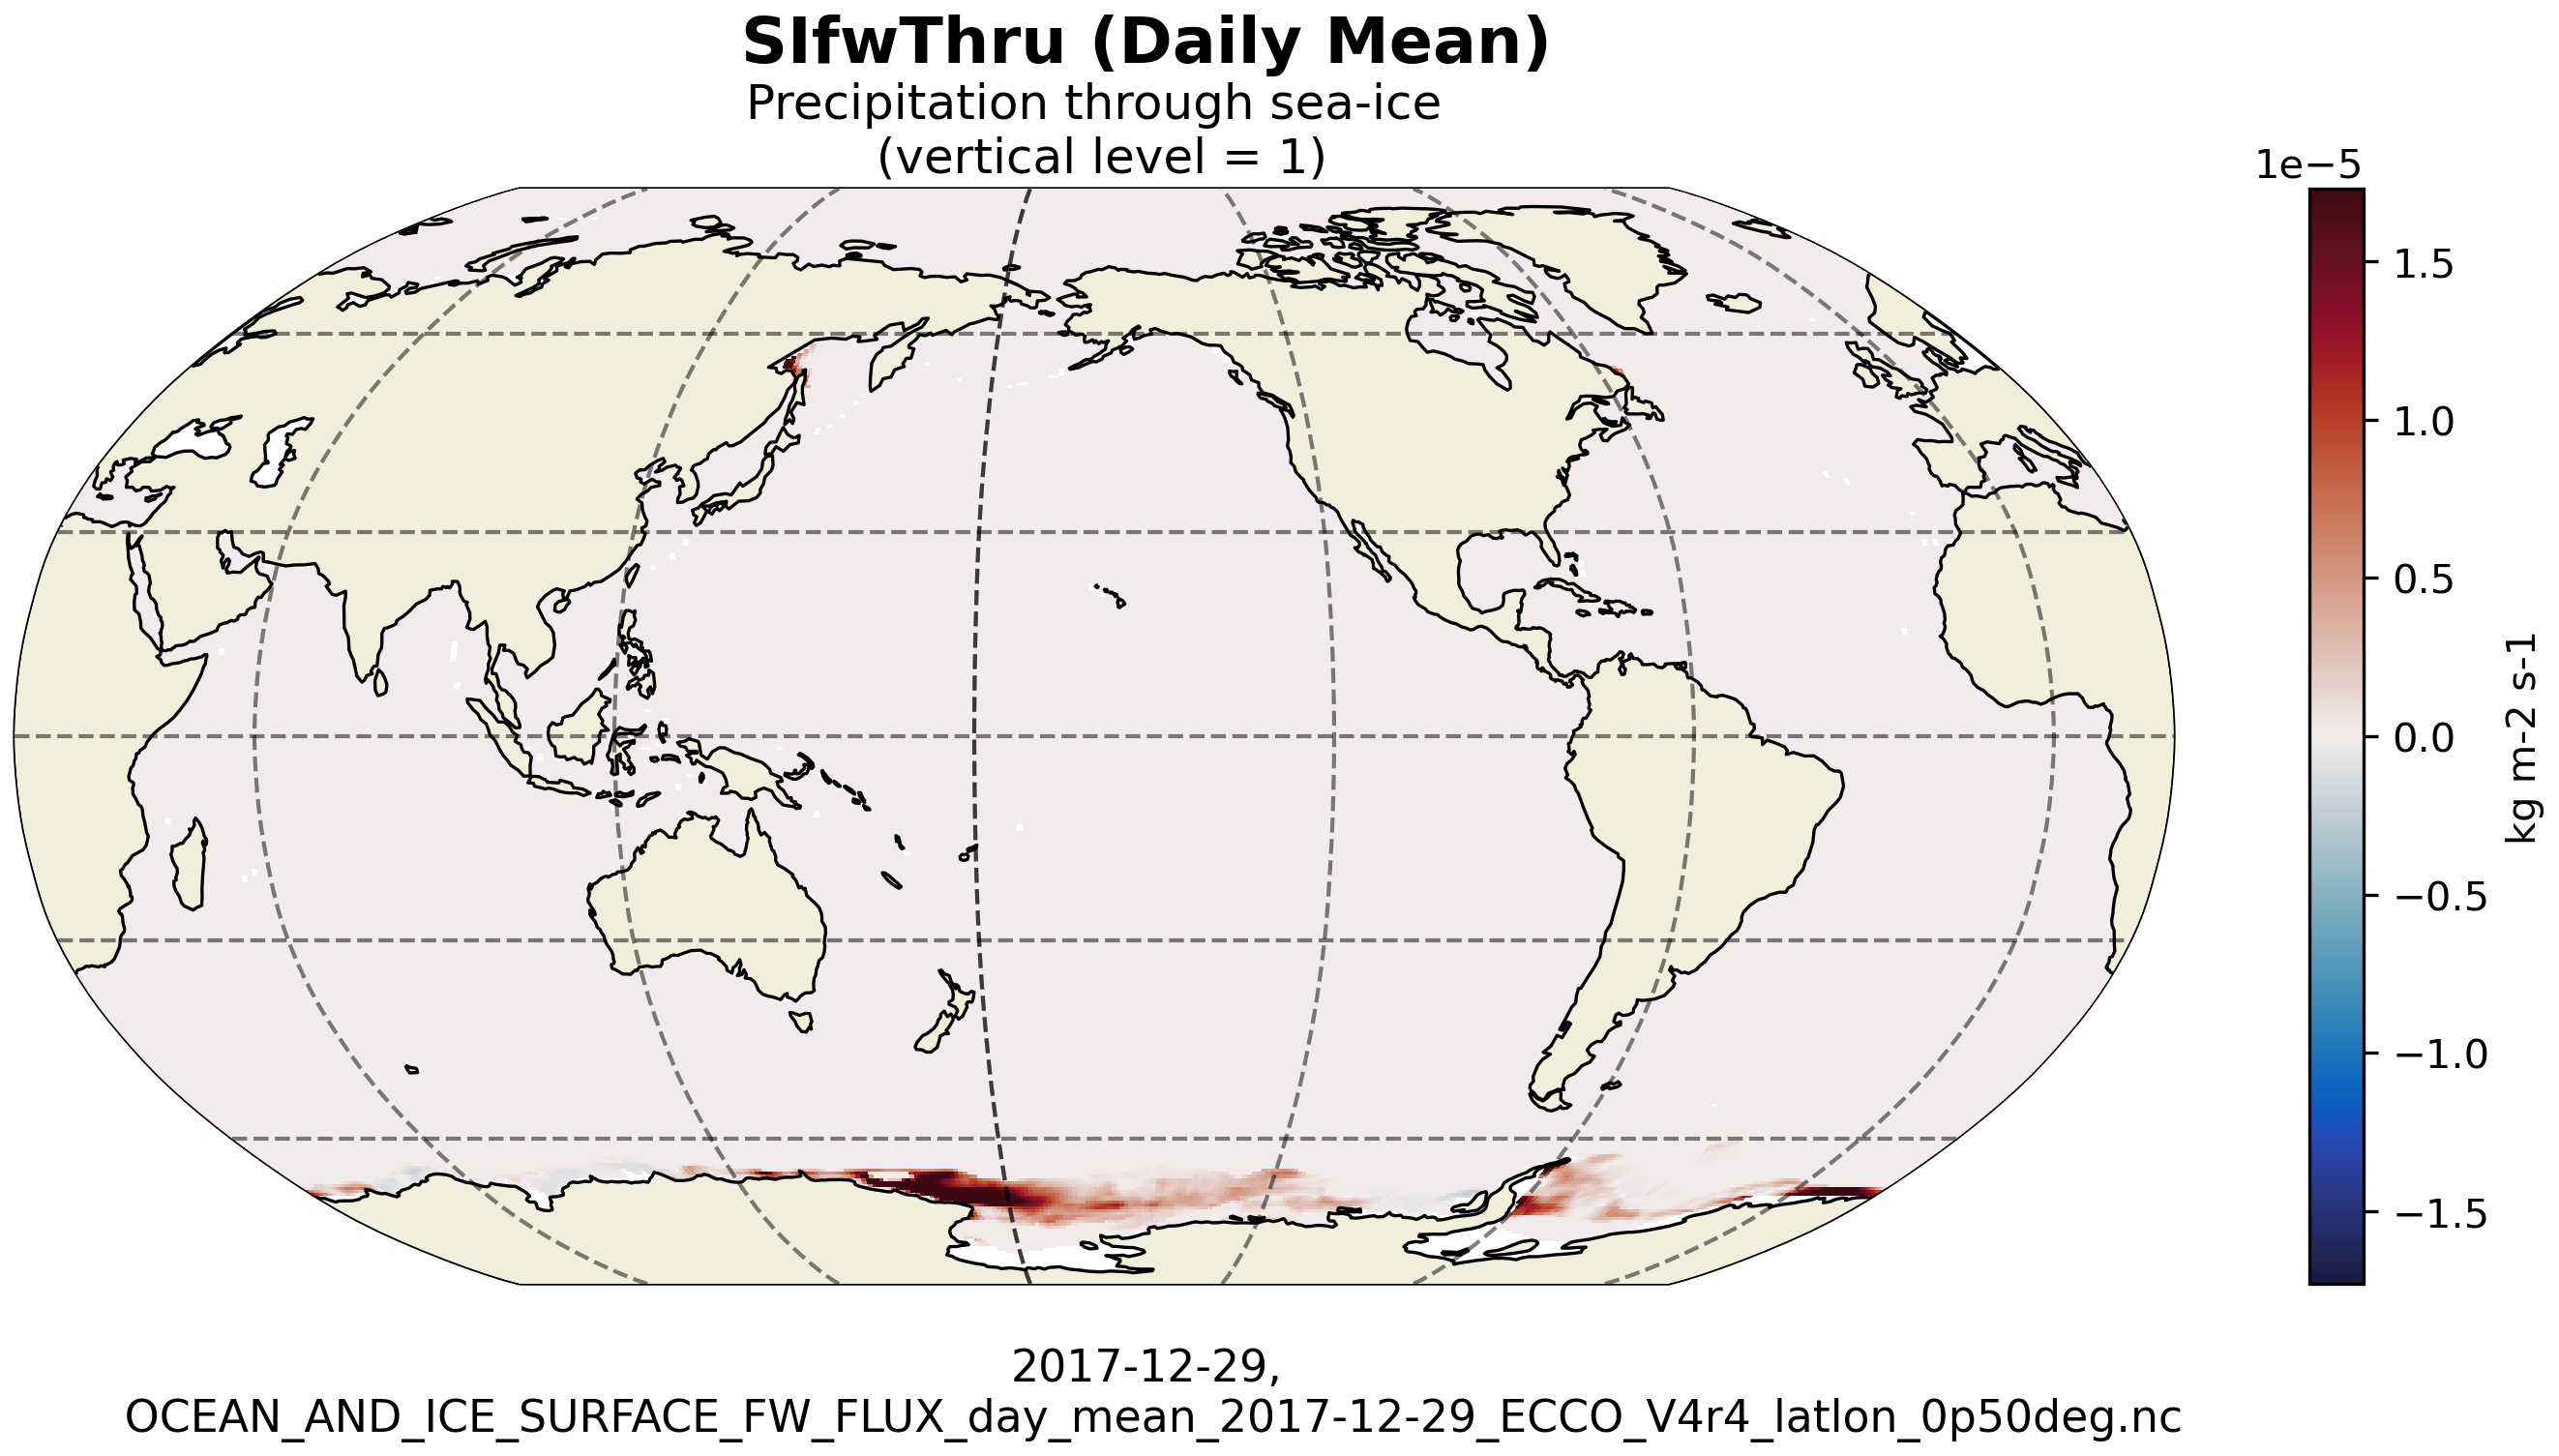 SIfwThru (Daily Mean)
Precipitation through sea-ice
(vertical level = 1)
1e−5
1.5
1.0
0.5
0.0
−0.5
−1.0
−1.5
kg m-2 s-1
2017-12-29,
OCEAN_AND_ICE_SURFACE_FW_FLUX_day_mean_2017-12-29_ECCO_V4r4_latlon_0p50deg.nc